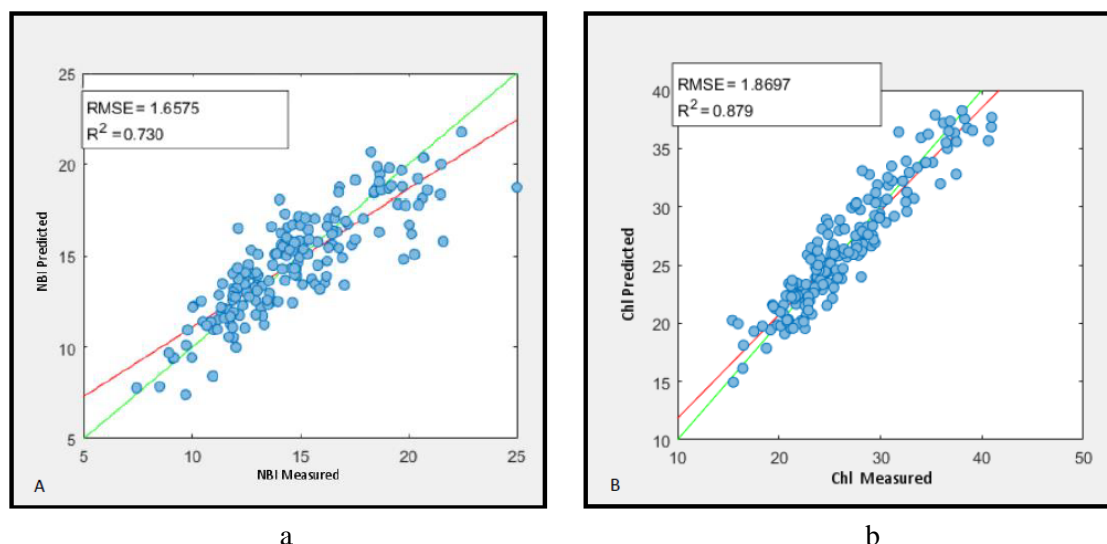 25
20
15
10
5
RMSE = 1.6575
R² = 0.730
NBI Predicted
5 10 15 20 25
NBI Measured
A
a
40
35
30
25
20
15
10
RMSE = 1.8697
R² = 0.879
Chl Predicted
10 20 30 40 50
Chl Measured
B
b